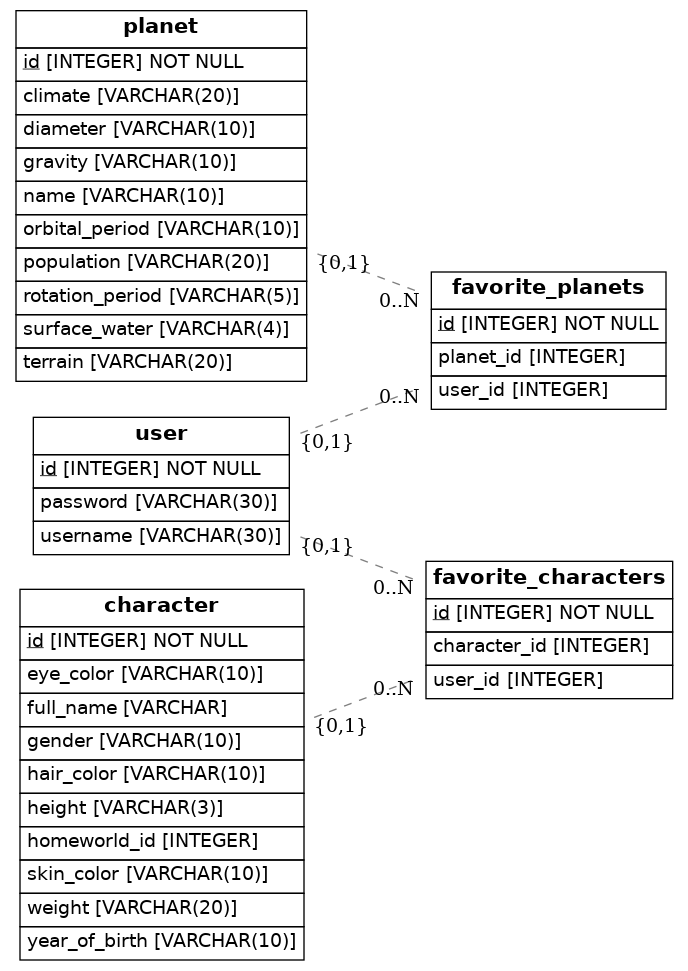 planet
id [INTEGER] NOT NULL
climate [VARCHAR(20)]
diameter [VARCHAR(10)]
gravity [VARCHAR(10)]
name [VARCHAR(10)]
orbital_period [VARCHAR(10)]
population [VARCHAR(20)]
rotation_period [VARCHAR(5)]
surface_water [VARCHAR(4)]
terrain [VARCHAR(20)]
{0,1}
0..N
favorite_planets
id [INTEGER] NOT NULL
planet_id [INTEGER]
user_id [INTEGER]
0..N
{0,1}
user
id [INTEGER] NOT NULL
password [VARCHAR(30)]
username [VARCHAR(30)]
{0,1}
0..N
favorite_characters
id [INTEGER] NOT NULL
character_id [INTEGER]
user_id [INTEGER]
0..N
{0,1}
character
id [INTEGER] NOT NULL
eye_color [VARCHAR(10)]
full_name [VARCHAR]
gender [VARCHAR(10)]
hair_color [VARCHAR(10)]
height [VARCHAR(3)]
homeworld_id [INTEGER]
skin_color [VARCHAR(10)]
weight [VARCHAR(20)]
year_of_birth [VARCHAR(10)]